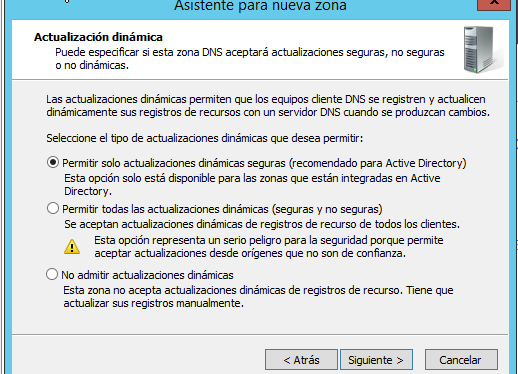 Asistente para nueva zona
Actualización dinámica
Puede especificar si esta zona DNS aceptará actualizaciones seguras, no seguras
o no dinámicas.
Las actualizaciones dinámicas permiten que los equipos cliente DNS se registren y actualicen
dinámicamente sus registros de recursos con un servidor DNS cuando se produzcan cambios.
Seleccione el tipo de actualizaciones dinámicas que desea permitir:
Permitir solo actualizaciones dinámicas seguras (recomendado para Active Directory)
Esta opción solo está disponible para las zonas que están integradas en Active
Directory.
Permitir todas las actualizaciones dinámicas (seguras y no seguras)
Se aceptan actualizaciones dinámicas de registros de recurso de todos los clientes.
Esta opción representa un serio peligro para la seguridad porque permite
aceptar actualizaciones desde orígenes que no son de confianza.
No admitir actualizaciones dinámicas
Esta zona no acepta actualizaciones dinámicas de registros de recurso. Tiene que
actualizar sus registros manualmente.
< Atrás Siguiente > Cancelar